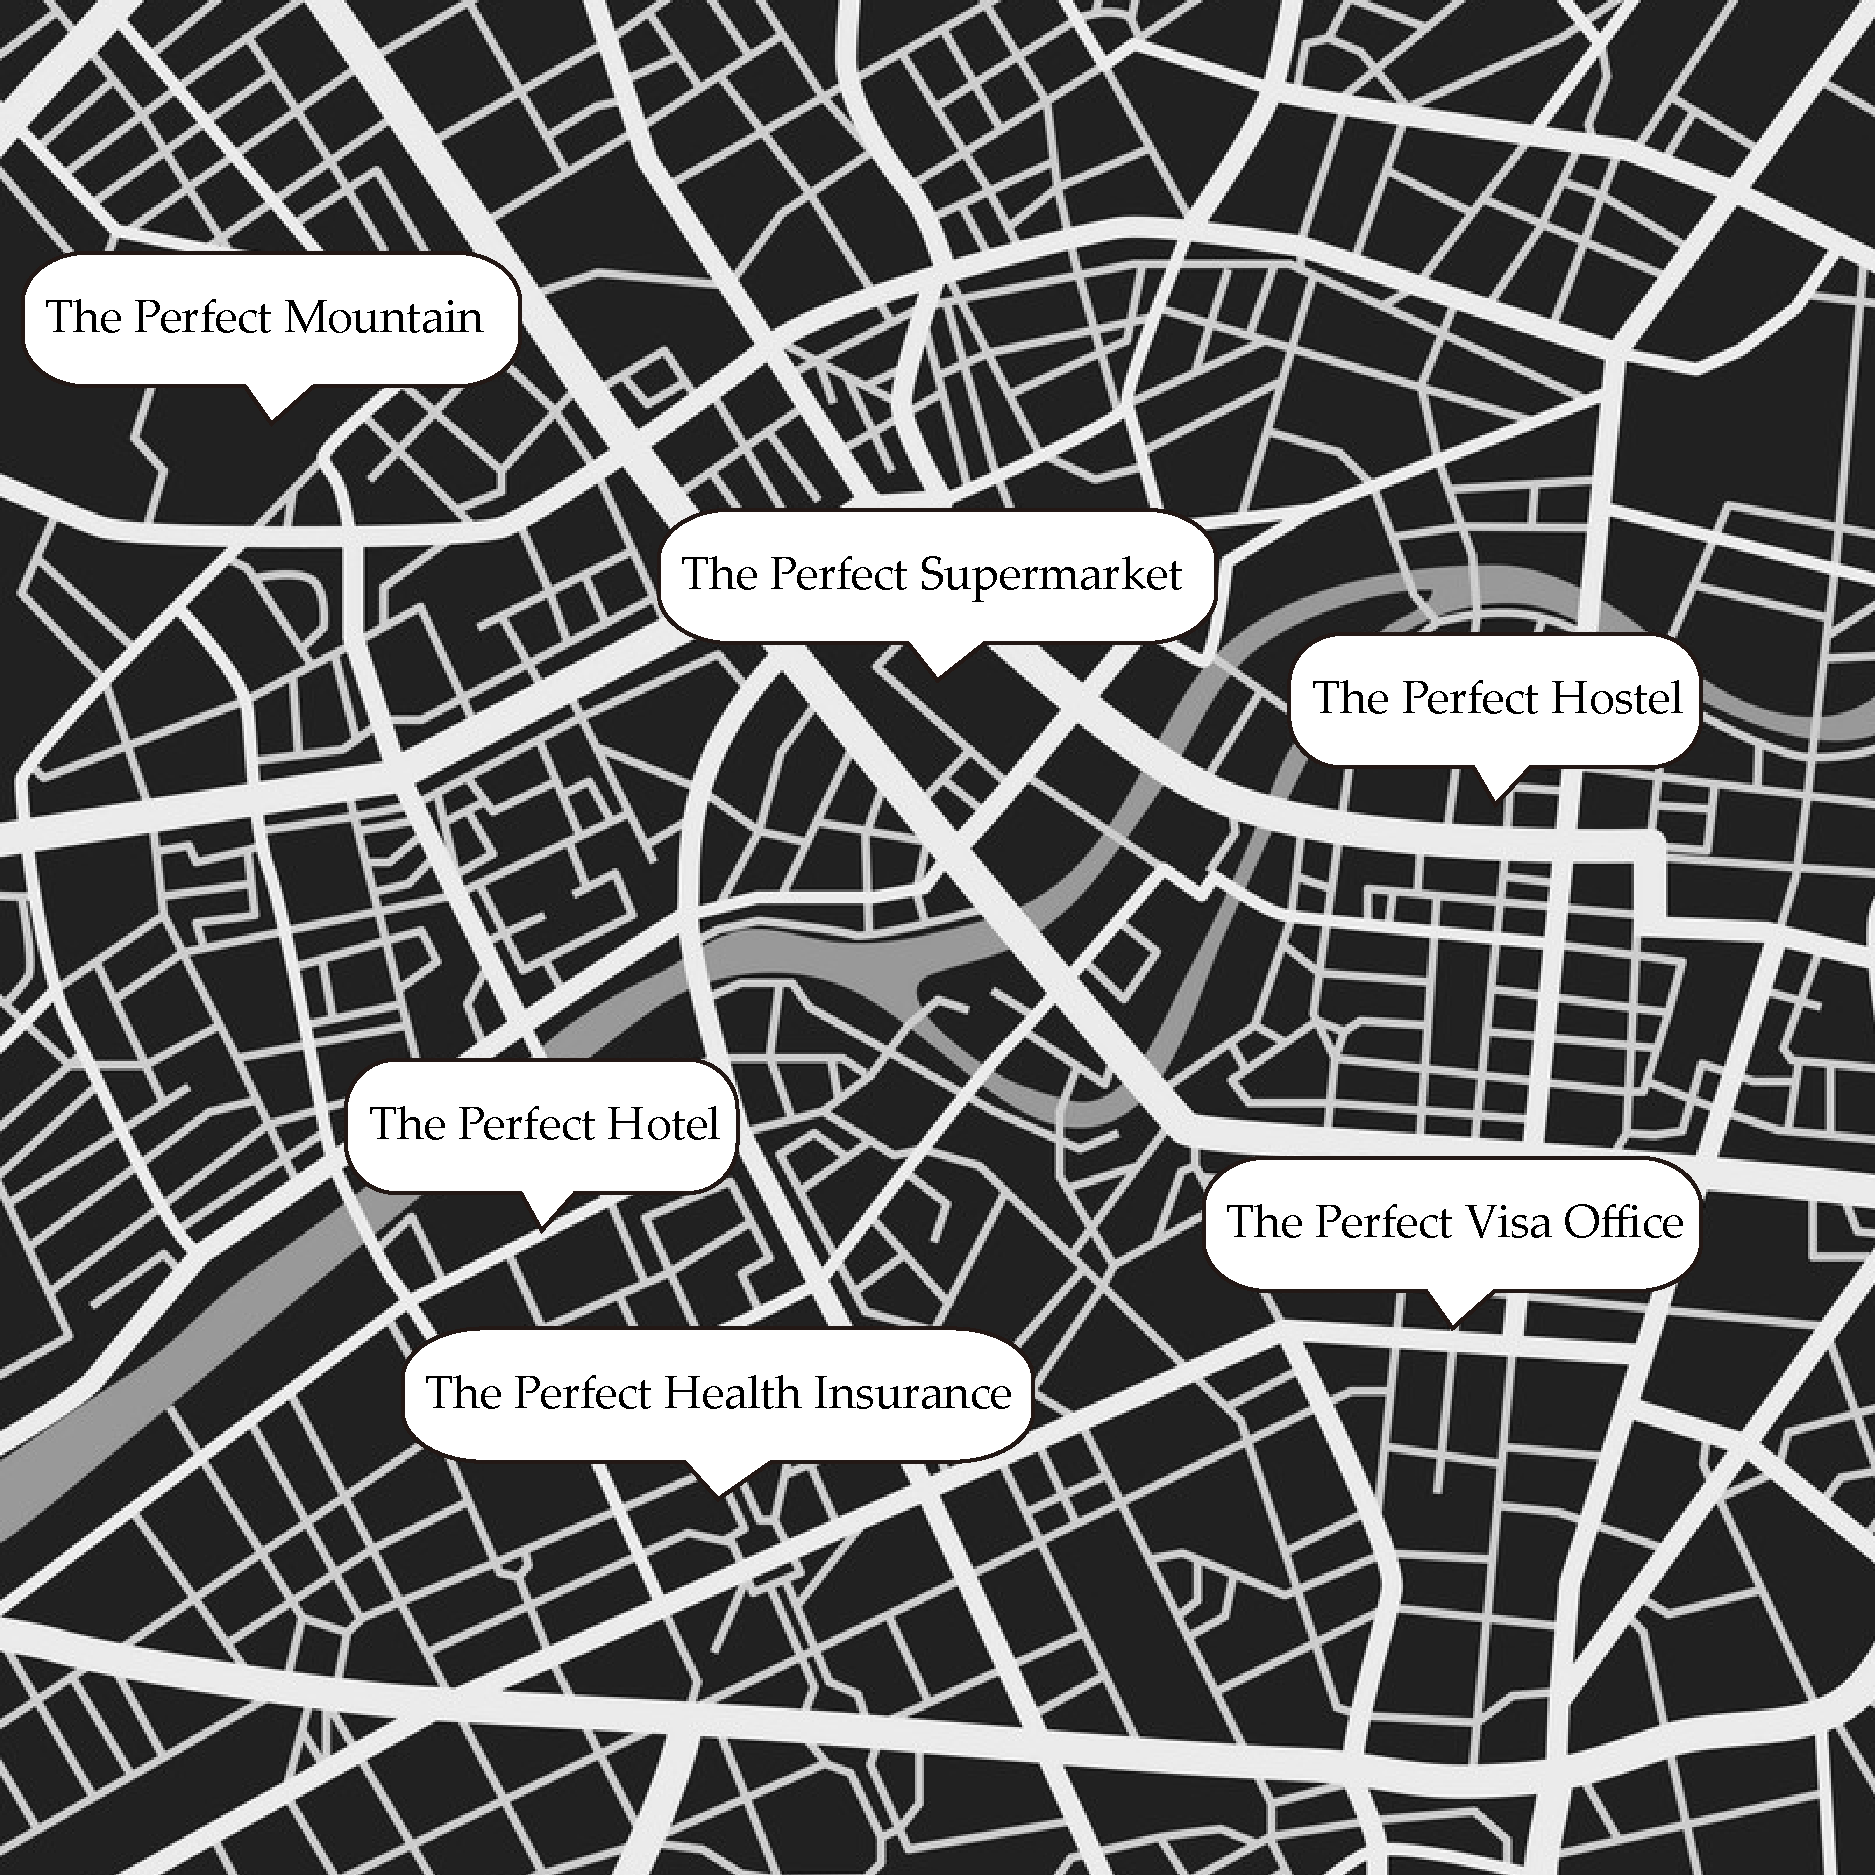 The Perfect Mountain
The Perfect Supermarket
The Perfect Hostel
The Perfect Hotel
The Perfect Visa Office
The Perfect Health Insurance